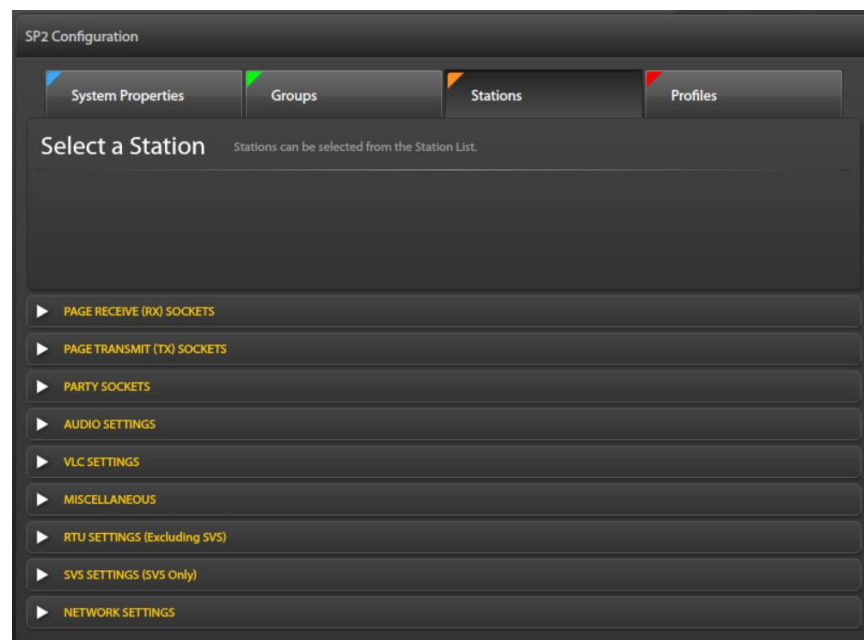 SP2 Configuration
System Properties
Groups
Stations
Profiles
Select a Station
Stations can be selected from the Station List.
PAGE RECEIVE (RX) SOCKETS
PAGE TRANSMIT (TX) SOCKETS
PARTY SOCKETS
AUDIO SETTINGS
VLC SETTINGS
MISCELLANEOUS
RTU SETTINGS (Excluding SVS)
SVS SETTINGS (SVS Only)
NETWORK SETTINGS